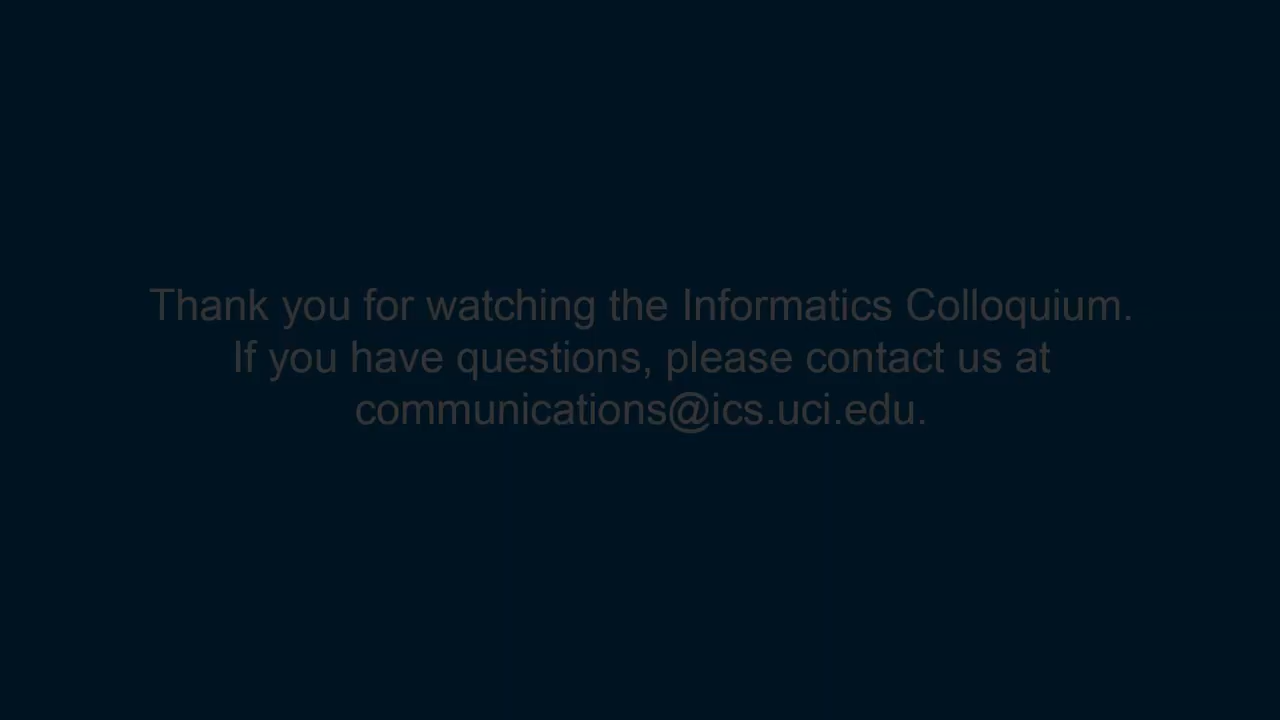 Thank you for watching the Informatics Colloquium.
If you have questions, please contact us at
communications@ics.uci.edu.